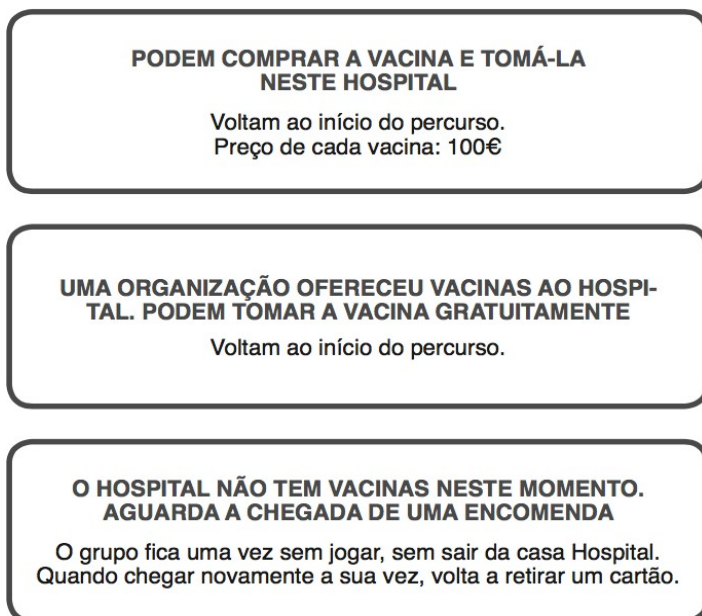 PODEM COMPRAR A VACINA E TOMÁ-LA
NESTE HOSPITAL
Voltam ao início do percurso.
Preço de cada vacina: 100€
UMA ORGANIZAÇÃO OFERECEU VACINAS AO HOSPI-
TAL. PODEM TOMAR A VACINA GRATUITAMENTE
Voltam ao início do percurso.
O HOSPITAL NÃO TEM VACINAS NESTE MOMENTO.
AGUARDA A CHEGADA DE UMA ENCOMENDA
O grupo fica uma vez sem jogar, sem sair da casa Hospital.
Quando chegar novamente a sua vez, volta a retirar um cartão.